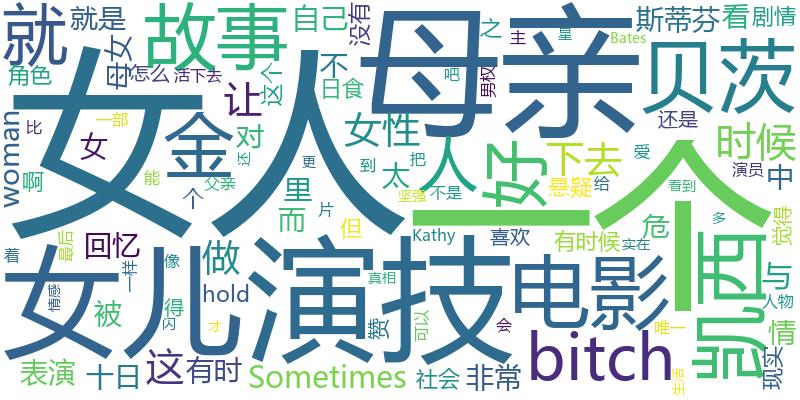 就 就是 故事 自己 没有 母亲 之 主 星 斯蒂芬 看 剧情
角色 母女 怎么 活下去 这个 不 日食 吧 男权 贝茨 Bates
比 一部 让 还是
woman 女 金 对 女性 人 好 下去 时候
能 还 到 太 把 更 爱 演员 中
啊 个 父亲 里 坚强 不是 悬疑 给 看到
女人 一个
着 最后 回忆 而 片 但 Kathy 喜欢 有时候 危 实在 多 觉得
女儿 做 演技 电影 凯西 与
情感 一样 像 hold 真相 人物
被 得 闪 才 赞 可以 会 唯一 情
表演 十日 这 有时 Sometimes 社会 非常 bitch 生活 现实